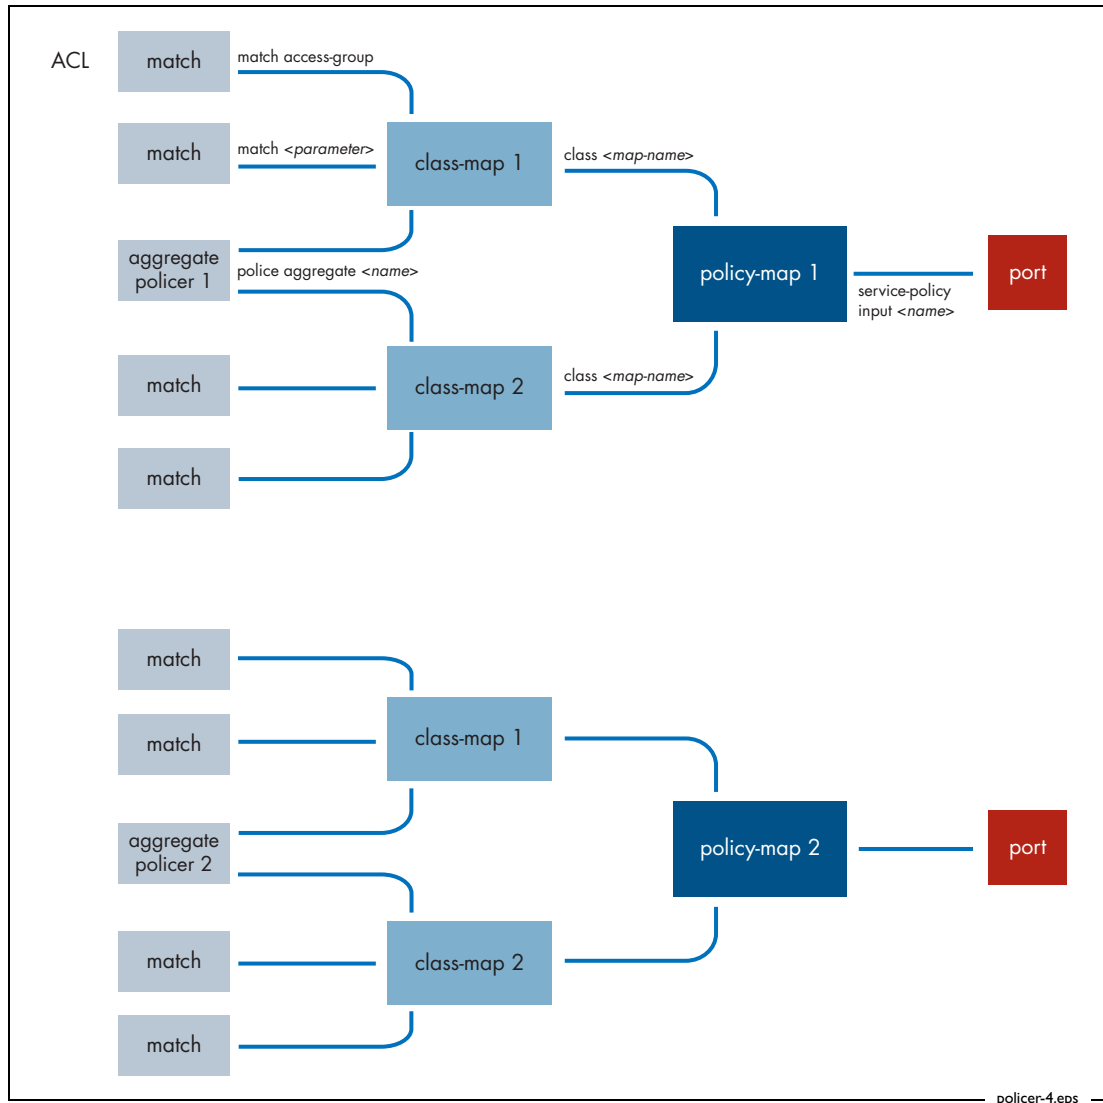 ACL
match
match access-group
match
match <parameter>
class-map 1
class <map-name>
aggregate
policer 1
police aggregate <name>
policy-map 1
service-policy
input <name>
port
match
class-map 2
class <map-name>
match
match
match
class-map 1
aggregate
policer 2
policy-map 2
port
match
class-map 2
match
policer-4.eps